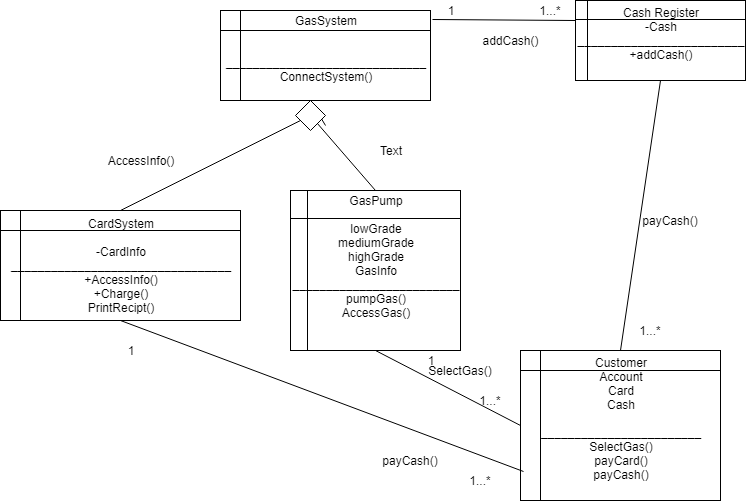 GasSystem
ConnectSystem()
1
1...*
addCash()
Cash Register
-Cash
+addCash()
AccessInfo()
Text
CardSystem
-CardInfo
+AccessInfo()
+Charge()
PrintRecipt()
GasPump
lowGrade
mediumGrade
highGrade
GasInfo
pumpGas()
AccessGas()
payCash()
1...*
1
1
SelectGas()
1...*
payCash()
1...*
Customer
Account
Card
Cash
SelectGas()
payCard()
payCash()